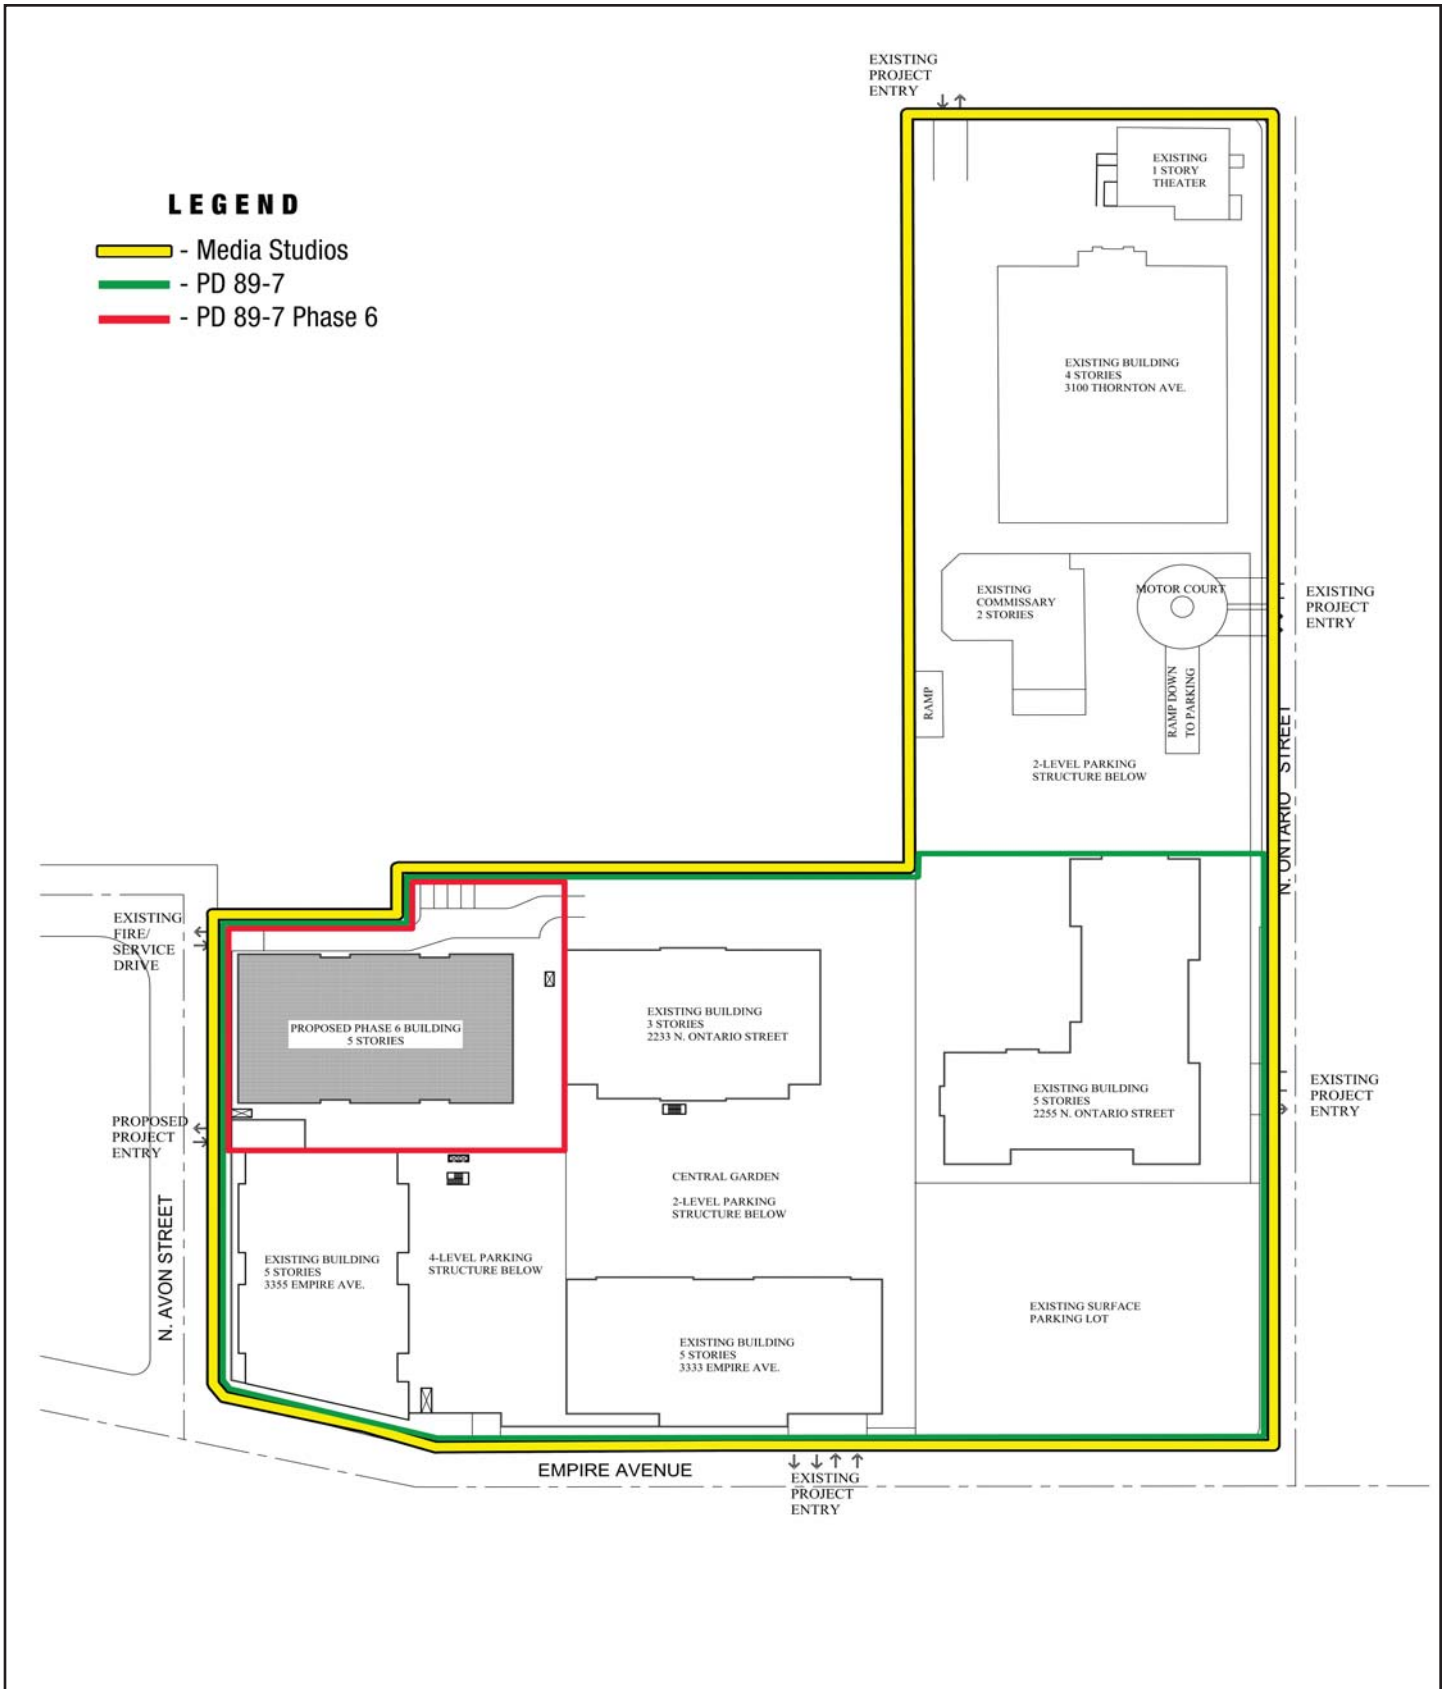 EXISTING
PROJECT
ENTRY
EXISTING
1 STORY
THEATER
LEGEND
- Media Studios
- PD 89-7
- PD 89-7 Phase 6
EXISTING BUILDING
4 STORIES
3100 THORNTON AVE.
EXISTING
COMMISSARY
2 STORIES
MOTOR COURT
EXISTING
PROJECT
ENTRY
RAMP
RAMP DOWN
TO PARKING
N. ONTARIO STREET
2-LEVEL PARKING
STRUCTURE BELOW
EXISTING
FIRE/
SERVICE
DRIVE
PROPOSED PHASE 6 BUILDING
5 STORIES
EXISTING BUILDING
3 STORIES
2233 N. ONTARIO STREET
EXISTING BUILDING
5 STORIES
2255 N. ONTARIO STREET
EXISTING
PROJECT
ENTRY
PROPOSED
PROJECT
ENTRY
N. AVON STREET
CENTRAL GARDEN
2-LEVEL PARKING
STRUCTURE BELOW
EXISTING BUILDING
5 STORIES
3355 EMPIRE AVE.
4-LEVEL PARKING
STRUCTURE BELOW
EXISTING BUILDING
5 STORIES
3333 EMPIRE AVE.
EXISTING SURFACE
PARKING LOT
EMPIRE AVENUE
EXISTING
PROJECT
ENTRY